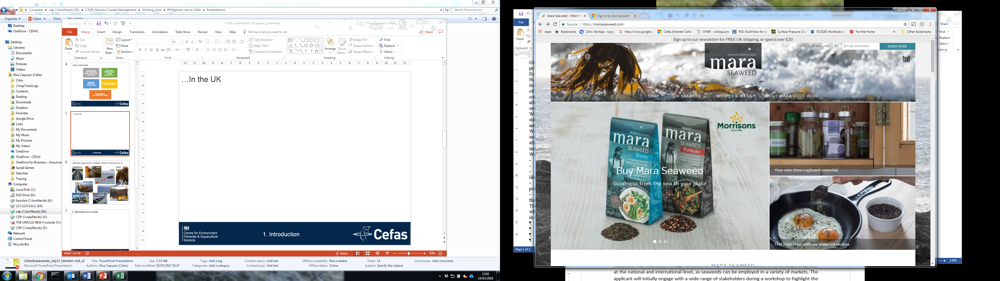 Computer ▸ cdp (\\lowfilecds) (N:) ▸ C7195_Newton Coastal Management ▸ Working_Area ▸ Philippines visit to Cefas ▸ Presentations
Search Presentations
Organize
Open
Print
New folder
Desktop
OneDrive - CEFAS
Desktop
Libraries
Documents
Music
Pictures
Videos
Elisa Capuzzo (Cefas)
Citrix
CmapToolsLogs
Contacts
Desktop
Downloads
Dropbox
Favorites
Google Drive
Links
My Documents
My Music
My Pictures
My Videos
OneDrive
OneDrive - CEFAS
OneDrive for Business – Unsynced
Saved Games
Searches
Tracing
Computer
Local Disk (C:)
DVD Drive (D:)
function (\\lowfilecds) (K:)
c$ (\\127.0.0.1) (M:)
cdp (\\lowfilecds) (N:)
CDP (\\weyfilecds) (X:)
THE ORACLE NEW (\\oracle) (Y:)
CDP (\\weyfilecds) (Z:)
Network
Control Panel
Recycle Bin
AutoSave Off
FLAG presentation_ECapuzzo_Seaweeds
Elisa Capuzzo (Cefas)
File Home Insert Design Transitions Animations Slide Show Review View Help Tell me what you want to do
Share
Paste
Cut
Copy
Format Painter
Clipboard
New Slide
Layout
Reset
Section
Slides
24
Font
Text Direction
Align Text
Convert to SmartArt
Paragraph
Arrange
Quick Styles
Shape Fill
Shape Outline
Shape Effects
Drawing
Find
Replace
Select
Editing
4
Uses of seaweeds
Cefas
5
...In the UK
1. Introduction
Cefas
6
Seaweed aquaculture: increased interest in Europe and UK
7
2. Past/present/future projects
...In the UK
Centre for Environment
Fisheries & Aquaculture
Science
1. Introduction
Cefas
Slide 5 of 10
Notes
93%
Cefas&seaweeds_July17_Newton visit_v2
Microsoft PowerPoint Presentation
Title: PowerPoint Presentation
Authors: Elisa Capuzzo (Cefas)
Size: 5.72 MB
Date modified: 05/07/2017 10:27
Tags: Add a tag
Categories: Add a category
Content status: Add text
Content type: Add text
Offline availability: Not available
Offline status: Online
Slides: 14
Subject: Specify the subject
Comments: Add comments
15:01
14/03/2018
File
Paste
Clipboard
Page 1 of 2
Capuzzo
Mara Seaweed - Wild-Ha
Sign in to your account
Secure https://maraseaweed.com
Apps
Bookmarks
Citrix XenApp - Logg
http://www.google.c
Cefas Intranet: Cefas
GHER - colloquium
RSG MultiView for an
Surface Pressure Cha
EOSDIS Worldview (A
For the Home
Other bookmarks
Sign up to our newsletter for FREE UK shipping, or spend over £20
JOIN OUR MAILING LIST
Email address
SUBSCRIBE
NOURISH BODY & SOUL
mara
SEAWEED
SHOP OUR SEAWEED RECIPES & IDEAS ABOUT MARA BLOG
Morrisons
Since 1899
mara
SEAWEED
Shony
mara
SEAWEED
Furikake
Buy Mara Seaweed
Goodness from the sea to your plate
PARSLEY
mara
SEAWEED
Dulse
Your new store cupboard essential
Find inspiration with our seaweed recipes
MARA SEAWEED
Share
Find
Replace
Select
Editing
120%
at the national and international level, as seaweeds can be employed in a variety of markets. The
applicant will initially engage with a wide range of stakeholders during a workshop to highlight the